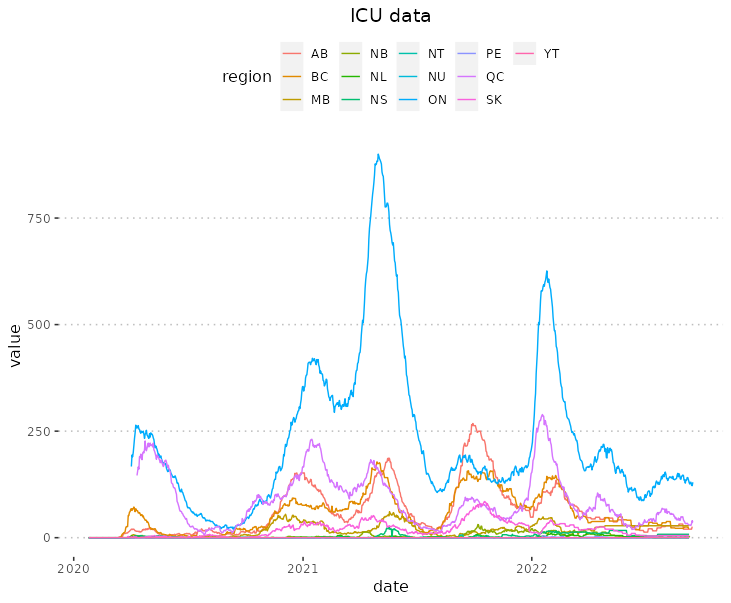 ICU data
region
AB NB NT PE YT
BC NL NU QC
MB NS ON SK
value
750
500
250
0
2020 2021 2022
date